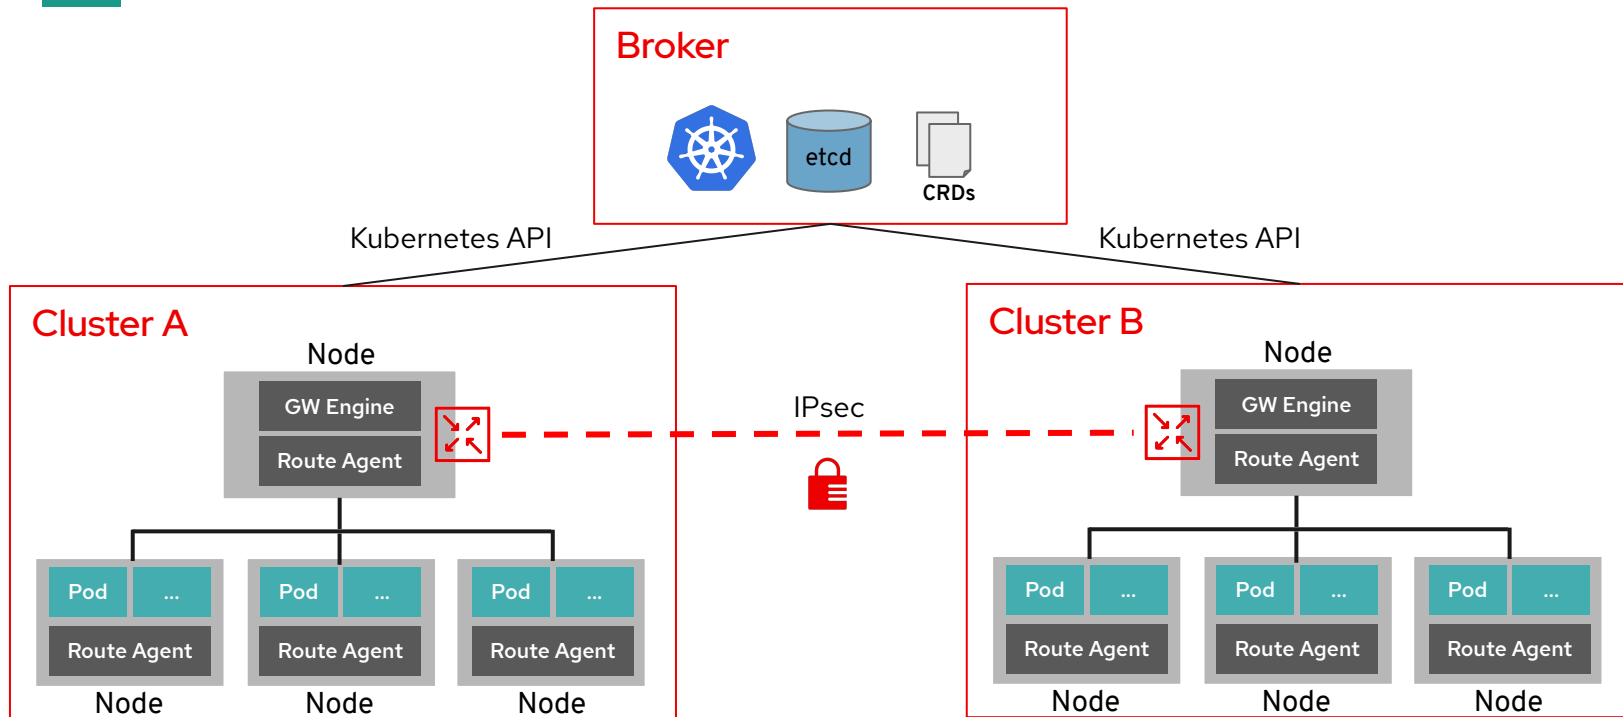 Broker
etcd
CRDs
Kubernetes API
Kubernetes API
Cluster A
Node
GW Engine
Route Agent
IPsec
Cluster B
Node
GW Engine
Route Agent
Pod
...
Route Agent
Node
Pod
...
Route Agent
Node
Pod
...
Route Agent
Node
Pod
...
Route Agent
Node
Pod
...
Route Agent
Node
Pod
...
Route Agent
Node